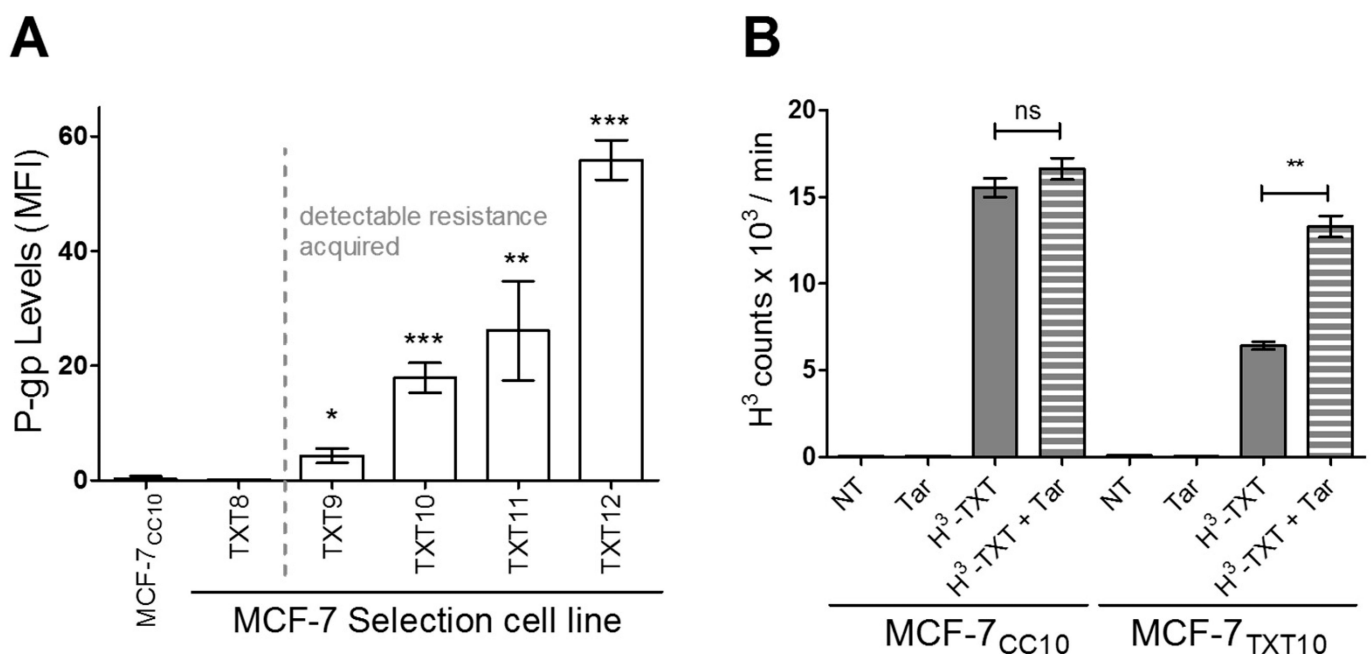 A
P-gp Levels (MFI)
60
40
20
0
detectable resistance
acquired
*
***
**
***
MCF-7CC10
TXT8
TXT9
TXT10
TXT11
TXT12
MCF-7 Selection cell line
B
H³ counts x 10³ / min
20
15
10
5
0
ns
**
NT
Tar
H³-TXT
H³-TXT + Tar
NT
Tar
H³-TXT
H³-TXT + Tar
MCF-7CC10
MCF-7TXT10